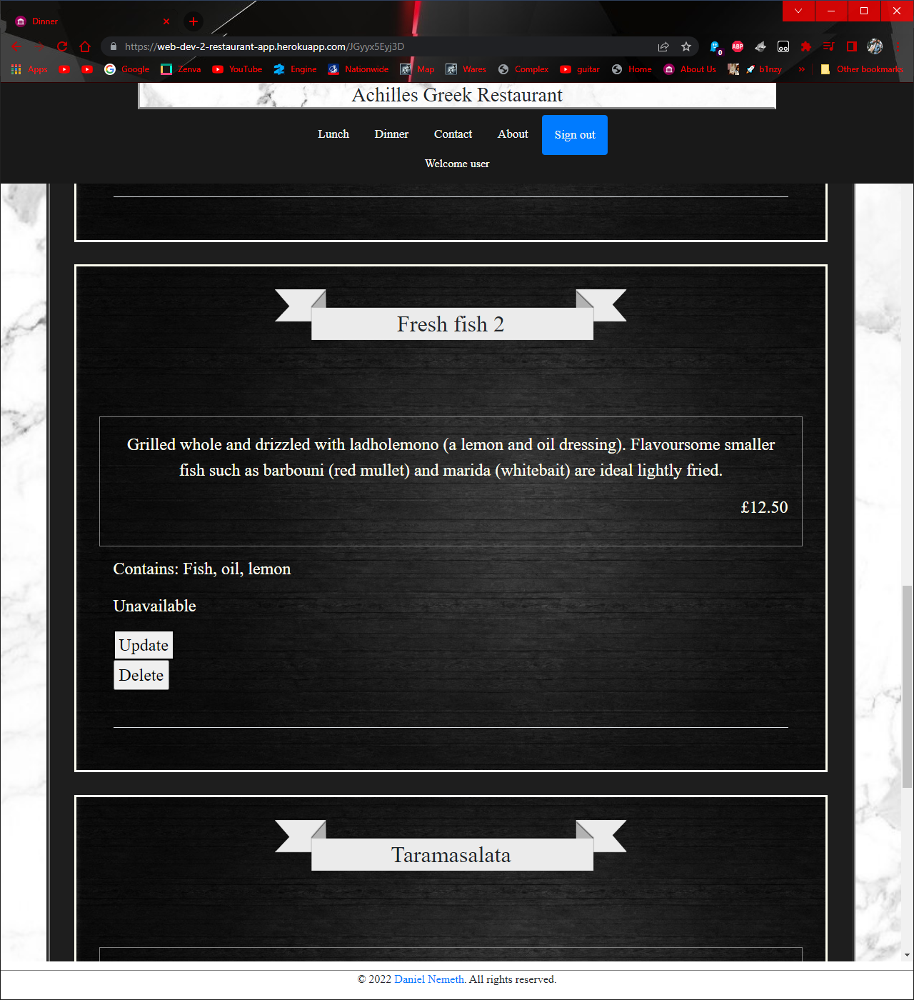 Dinner
https://web-dev-2-restaurant-app.herokuapp.com/JGyyx5Eyj3D
0
ABP
Apps
Google
Zenva
YouTube
Engine
Nationwide
Map
Wares
Complex
guitar
Home
About Us
b1nzy
»
Other bookmarks
Achilles Greek Restaurant
Lunch Dinner Contact About Sign out
Welcome user
Fresh fish 2
Grilled whole and drizzled with ladholemono (a lemon and oil dressing). Flavoursome smaller
fish such as barbouni (red mullet) and marida (whitebait) are ideal lightly fried.
£12.50
Contains: Fish, oil, lemon
Unavailable
Update
Delete
Taramasalata
© 2022 Daniel Nemeth. All rights reserved.